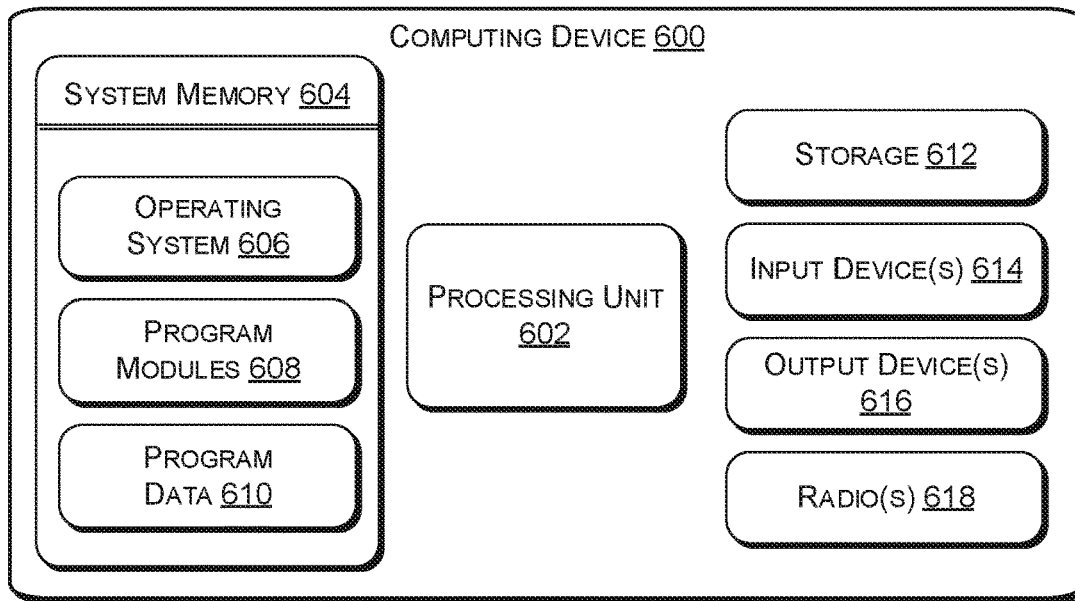 COMPUTING DEVICE 600
SYSTEM MEMORY 604
OPERATING
SYSTEM 606
PROGRAM
MODULES 608
PROGRAM
DATA 610
PROCESSING UNIT
602
STORAGE 612
INPUT DEVICE(S) 614
OUTPUT DEVICE(S)
616
RADIO(S) 618